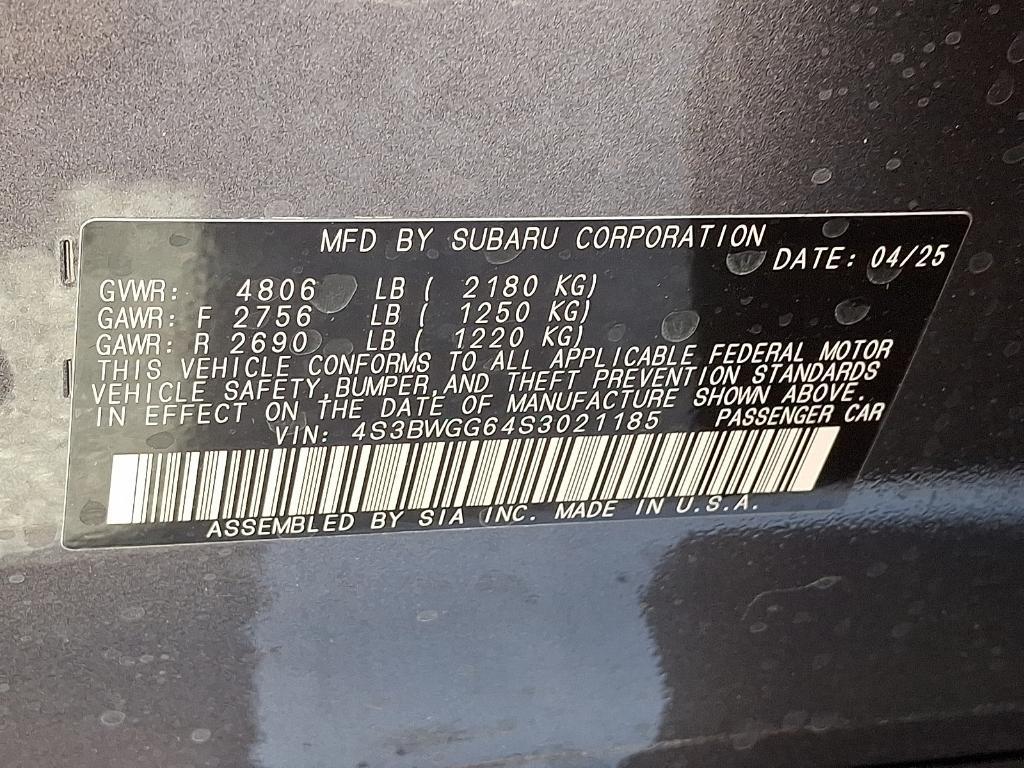 MFD BY SUBARU CORPORATION
DATE: 04/25
GVWR: 4806 LB ( 2180 KG)
GAWR: F 2756 LB ( 1250 KG)
GAWR: R 2690 LB ( 1220 KG)
THIS VEHICLE CONFORMS TO ALL APPLICABLE FEDERAL MOTOR
VEHICLE SAFETY,BUMPER,AND THEFT PREVENTION STANDARDS
IN EFFECT ON THE DATE OF MANUFACTURE SHOWN ABOVE.
VIN: 4S3BWGG64S3021185 PASSENGER CAR
ASSEMBLED BY SIA INC. MADE IN U.S.A.